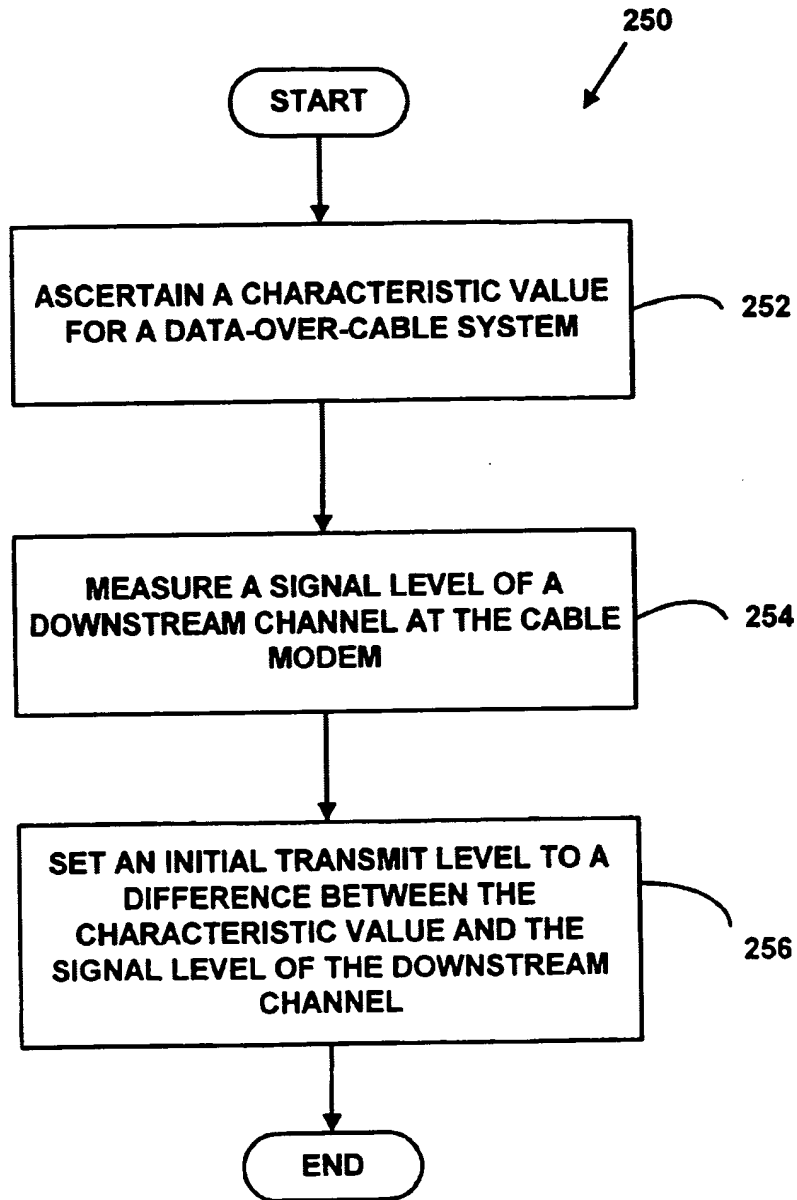 250
START
ASCERTAIN A CHARACTERISTIC VALUE
FOR A DATA-OVER-CABLE SYSTEM
252
MEASURE A SIGNAL LEVEL OF A
DOWNSTREAM CHANNEL AT THE CABLE
MODEM
254
SET AN INITIAL TRANSMIT LEVEL TO A
DIFFERENCE BETWEEN THE
CHARACTERISTIC VALUE AND THE
SIGNAL LEVEL OF THE DOWNSTREAM
CHANNEL
256
END